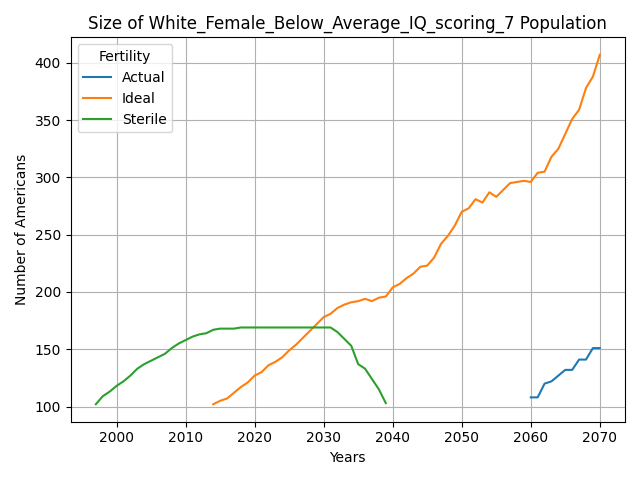 Size of White_Female_Below_Average_IQ_scoring_7 Population
Fertility
Actual
Ideal
Sterile
Number of Americans
400
350
300
250
200
150
100
2000 2010 2020 2030 2040 2050 2060 2070
Years